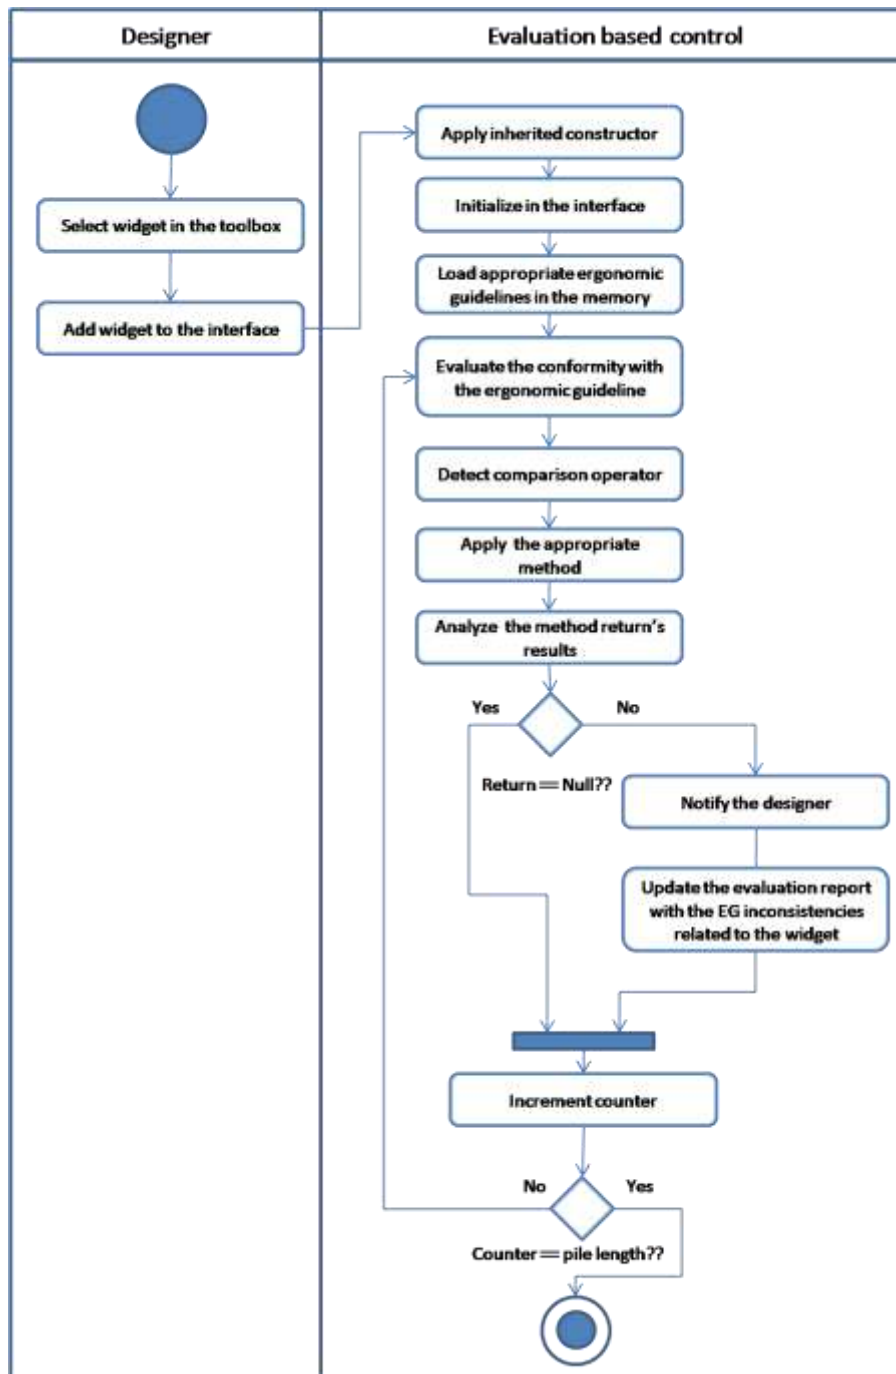 Designer
Evaluation based control
Apply inherited constructor
Select widget in the toolbox
Initialize in the interface
Add widget to the interface
Load appropriate ergonomic
guidelines in the memory
Evaluate the conformity with
the ergonomic guideline
Detect comparison operator
Apply the appropriate
method
Analyze the method return's
results
Yes
No
Return == Null??
Notify the designer
Update the evaluation report
with the EG inconsistencies
related to the widget
Increment counter
No
Yes
Counter == pile length??